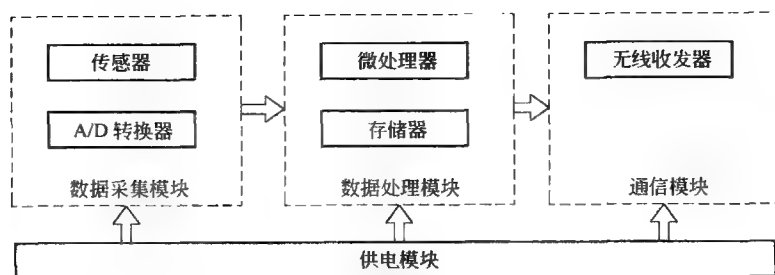 传感器
A/D 转换器
数据采集模块
微处理器
存储器
数据处理模块
无线收发器
通信模块
供电模块